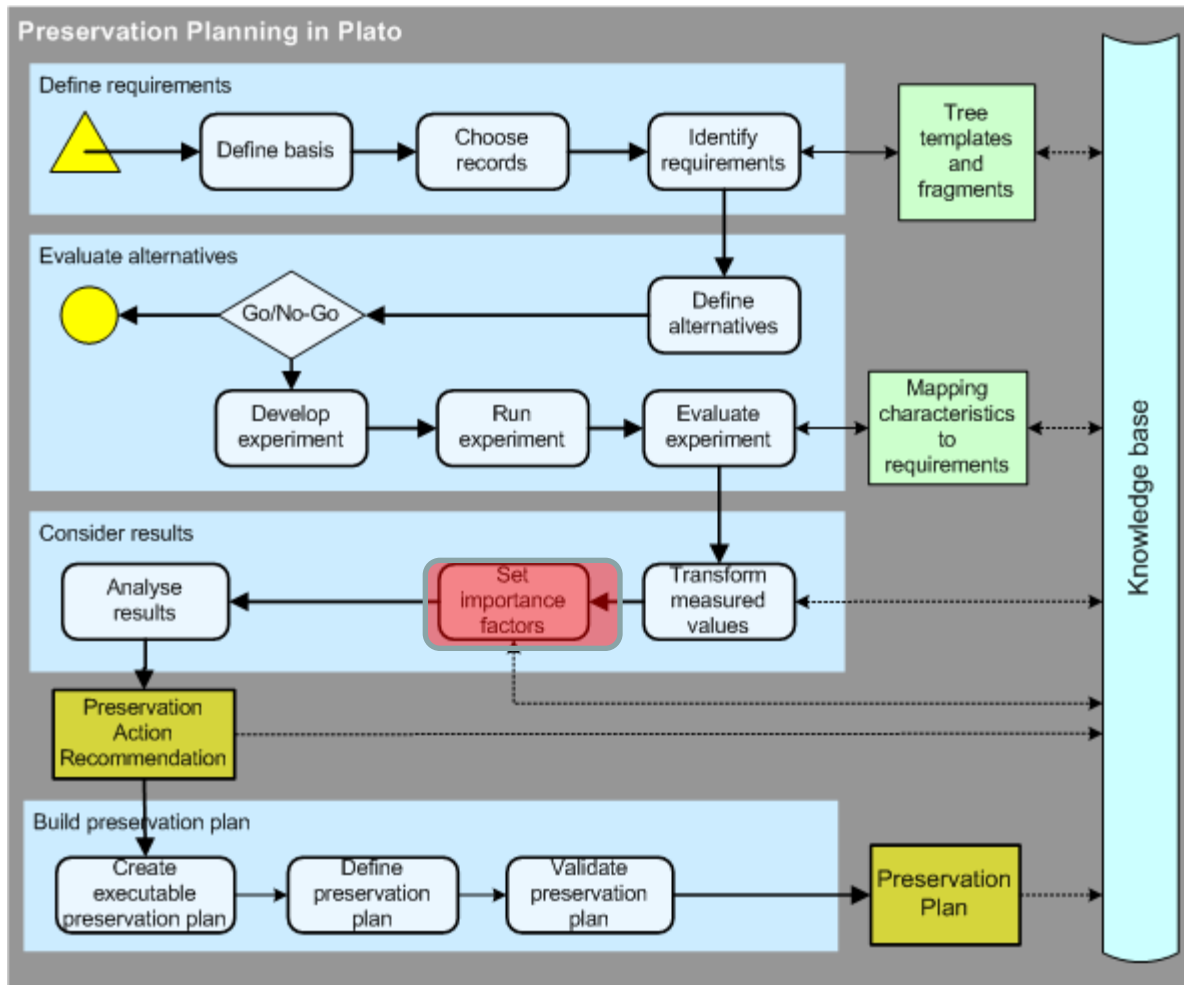 Preservation Planning in Plato
Define requirements
Define basis
Choose
records
Identify
requirements
Tree
templates
and
fragments
Evaluate alternatives
Go/No-Go
Define
alternatives
Develop
experiment
Run
experiment
Evaluate
experiment
Mapping
characteristics
to
requirements
Knowledge base
Consider results
Analyse
results
Set
importance
factors
Transform
measured
values
Preservation
Action
Recommendation
Build preservation plan
Create
executable
preservation plan
Define
preservation
plan
Validate
preservation
plan
Preservation
Plan